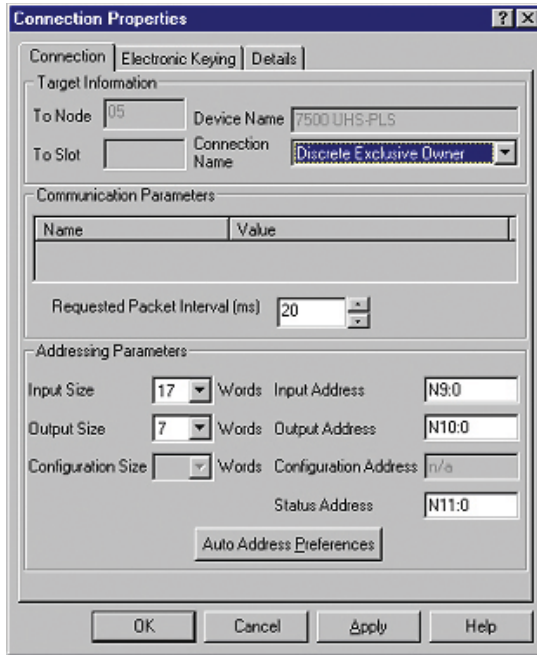 Connection Properties ? x
Connection Electronic Keying Details
Target Information
To Node 05 Device Name 7500 UHS-PLS
To Slot Connection Name Discrete Exclusive Owner
Communication Parameters
Name Value
Requested Packet Interval (ms) 20
Addressing Parameters
Input Size 17 Words Input Address N9:0
Output Size 7 Words Output Address N10:0
Configuration Size Words Configuration Address n/a
Status Address N11:0
Auto Address Preferences
OK Cancel Apply Help